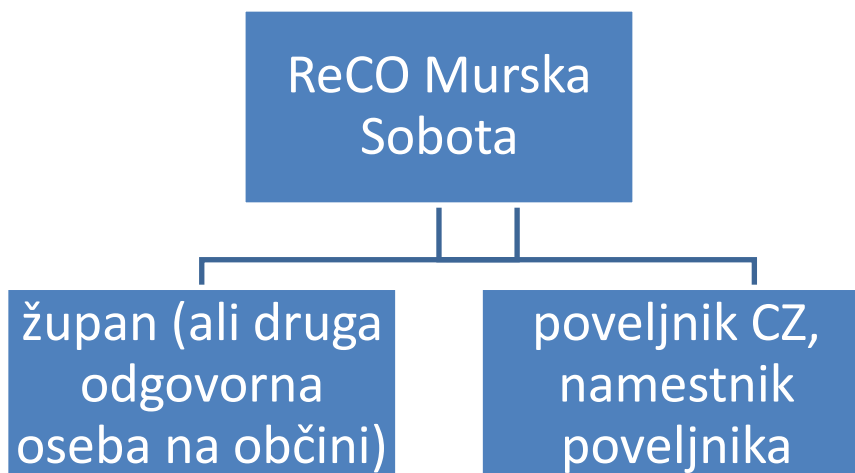 ReCO Murska
Sobota
župan (ali druga
odgovorna
oseba na občini)
poveljnik CZ,
namestnik
poveljnika